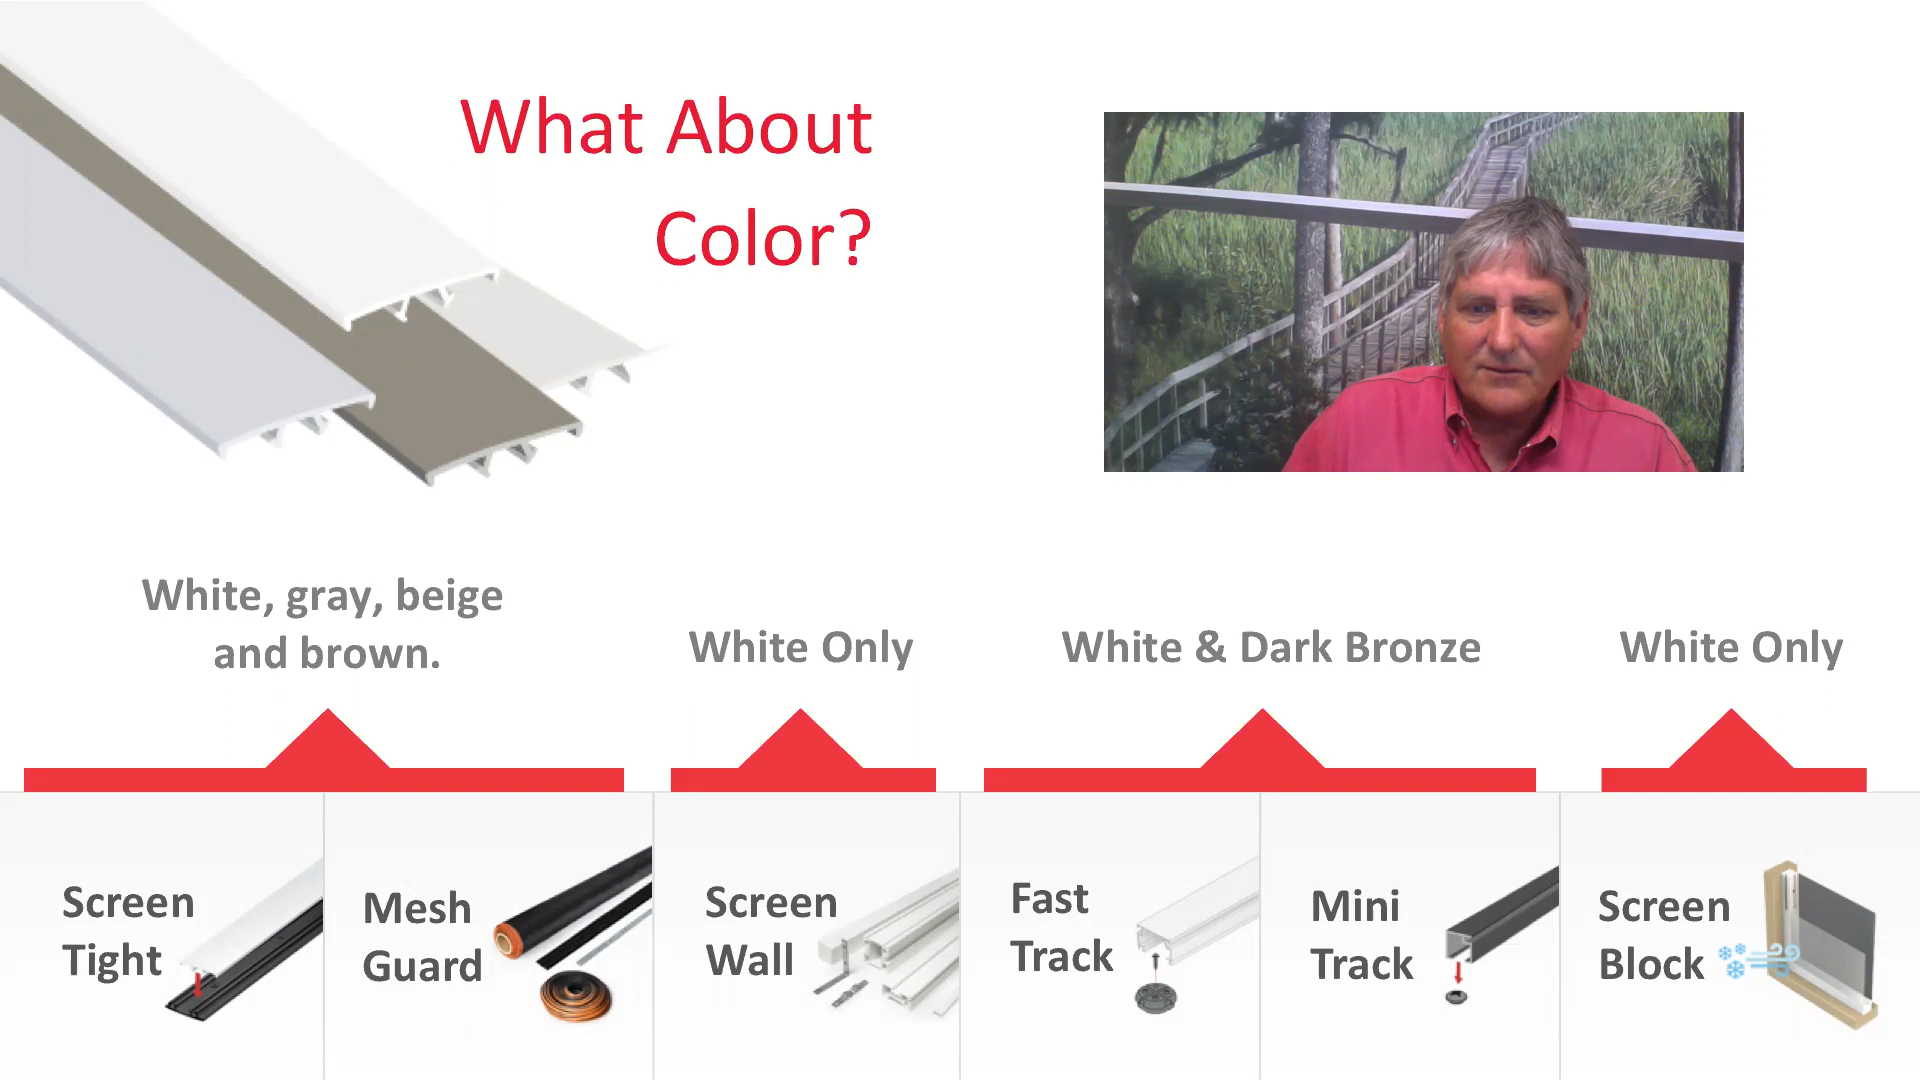 What About
Color?
White, gray, beige
and brown.
White Only
White & Dark Bronze
White Only
Screen
Tight
Mesh
Guard
Screen
Wall
Fast
Track
Mini
Track
Screen
Block